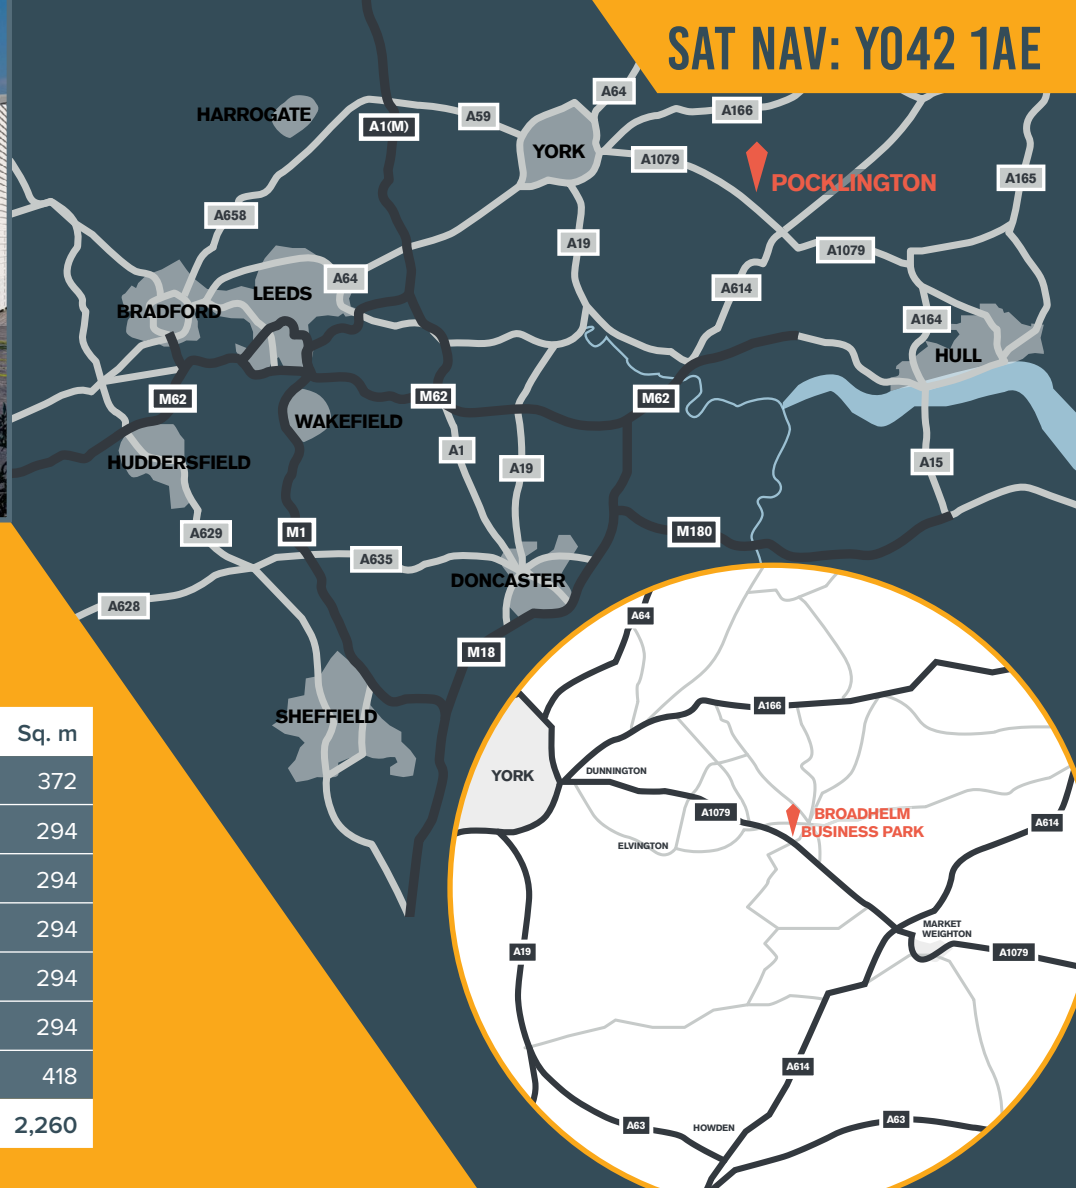 SAT NAV: YO42 1AE
A64
A166
HARROGATE
A59
A1(M)
YORK
A1079
POCKLINGTON
A165
A658
A19
A1079
A64
LEEDS
A614
BRADFORD
A164
HULL
M62
M62
M62
WAKEFIELD
A1
A19
HUDDERSFIELD
A15
A629
M1
M180
A635
DONCASTER
A628
M18
SHEFFIELD
Sq. m
372
294
294
294
294
294
418
2,260
A64
A166
YORK
DUNNINGTON
A1079
BROADHELM
BUSINESS PARK
A614
ELVINGTON
MARKET
WEIGHTON
A19
A1079
A614
A63
HOWDEN
A63